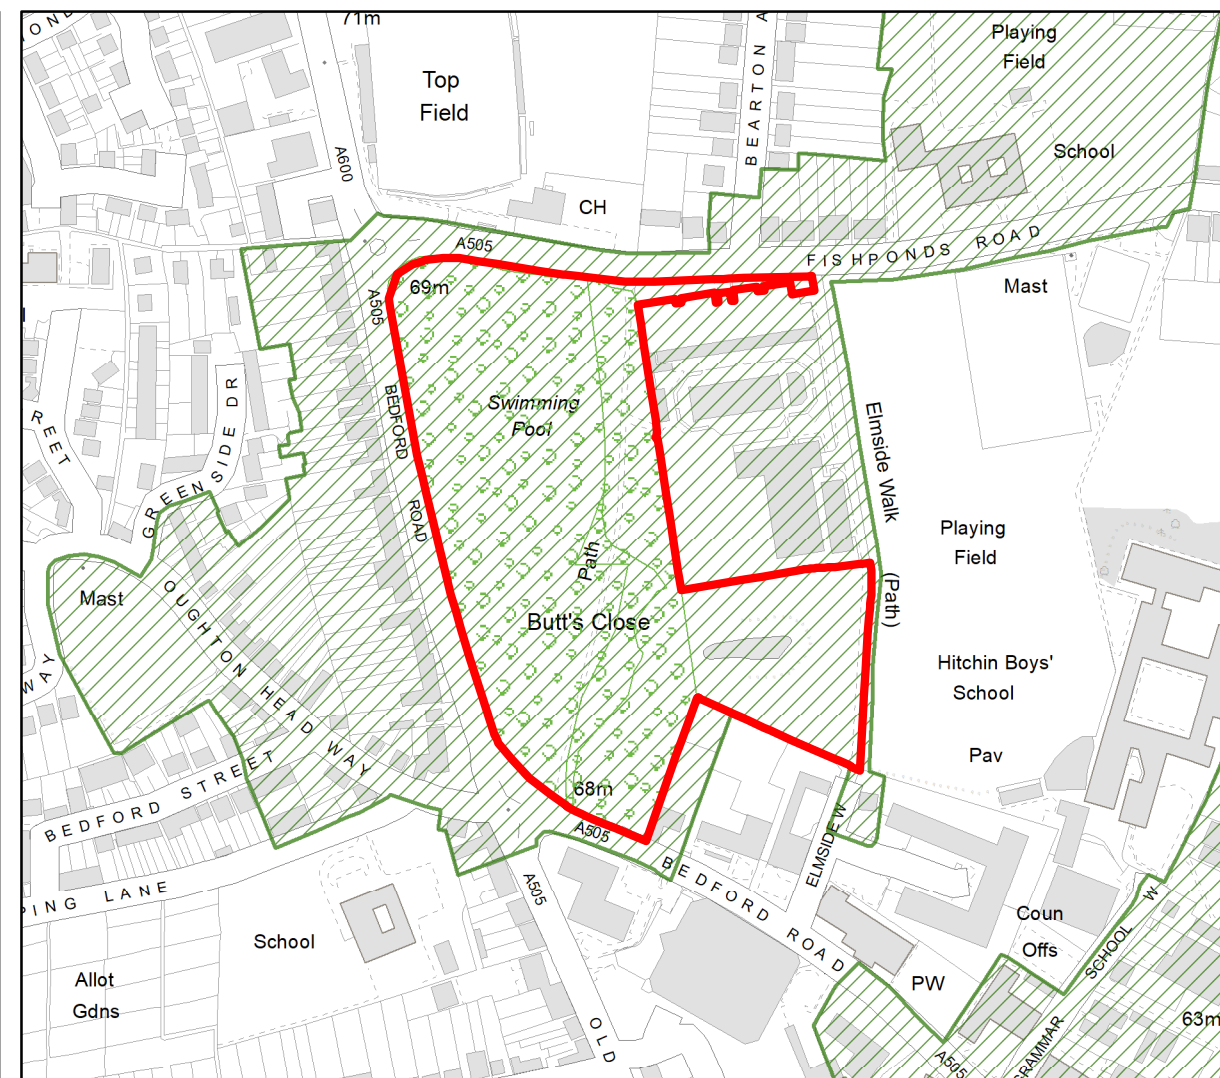 71m
BEARTON A
Playing
Field
Top
Field
School
A600
CH
A505
FISHPONDS ROAD
69m
A505
Mast
BEDFORD
ROAD
Swimming
Pool
Elmside Walk
(Path)
GREENSIDE DR
REET
Playing
Field
Path
Mast
OUGHTON HEAD WAY
Butt's Close
WAY
Hitchin Boys'
School
Pav
BEDFORD STREET
68m
A505
ELMSIDE W
BEDFORD ROAD
PING LANE
A505
School
Coun
Offs
SCHOOL W
Allot
Gdns
PW
OLD
63m
GRAMMAR
A505